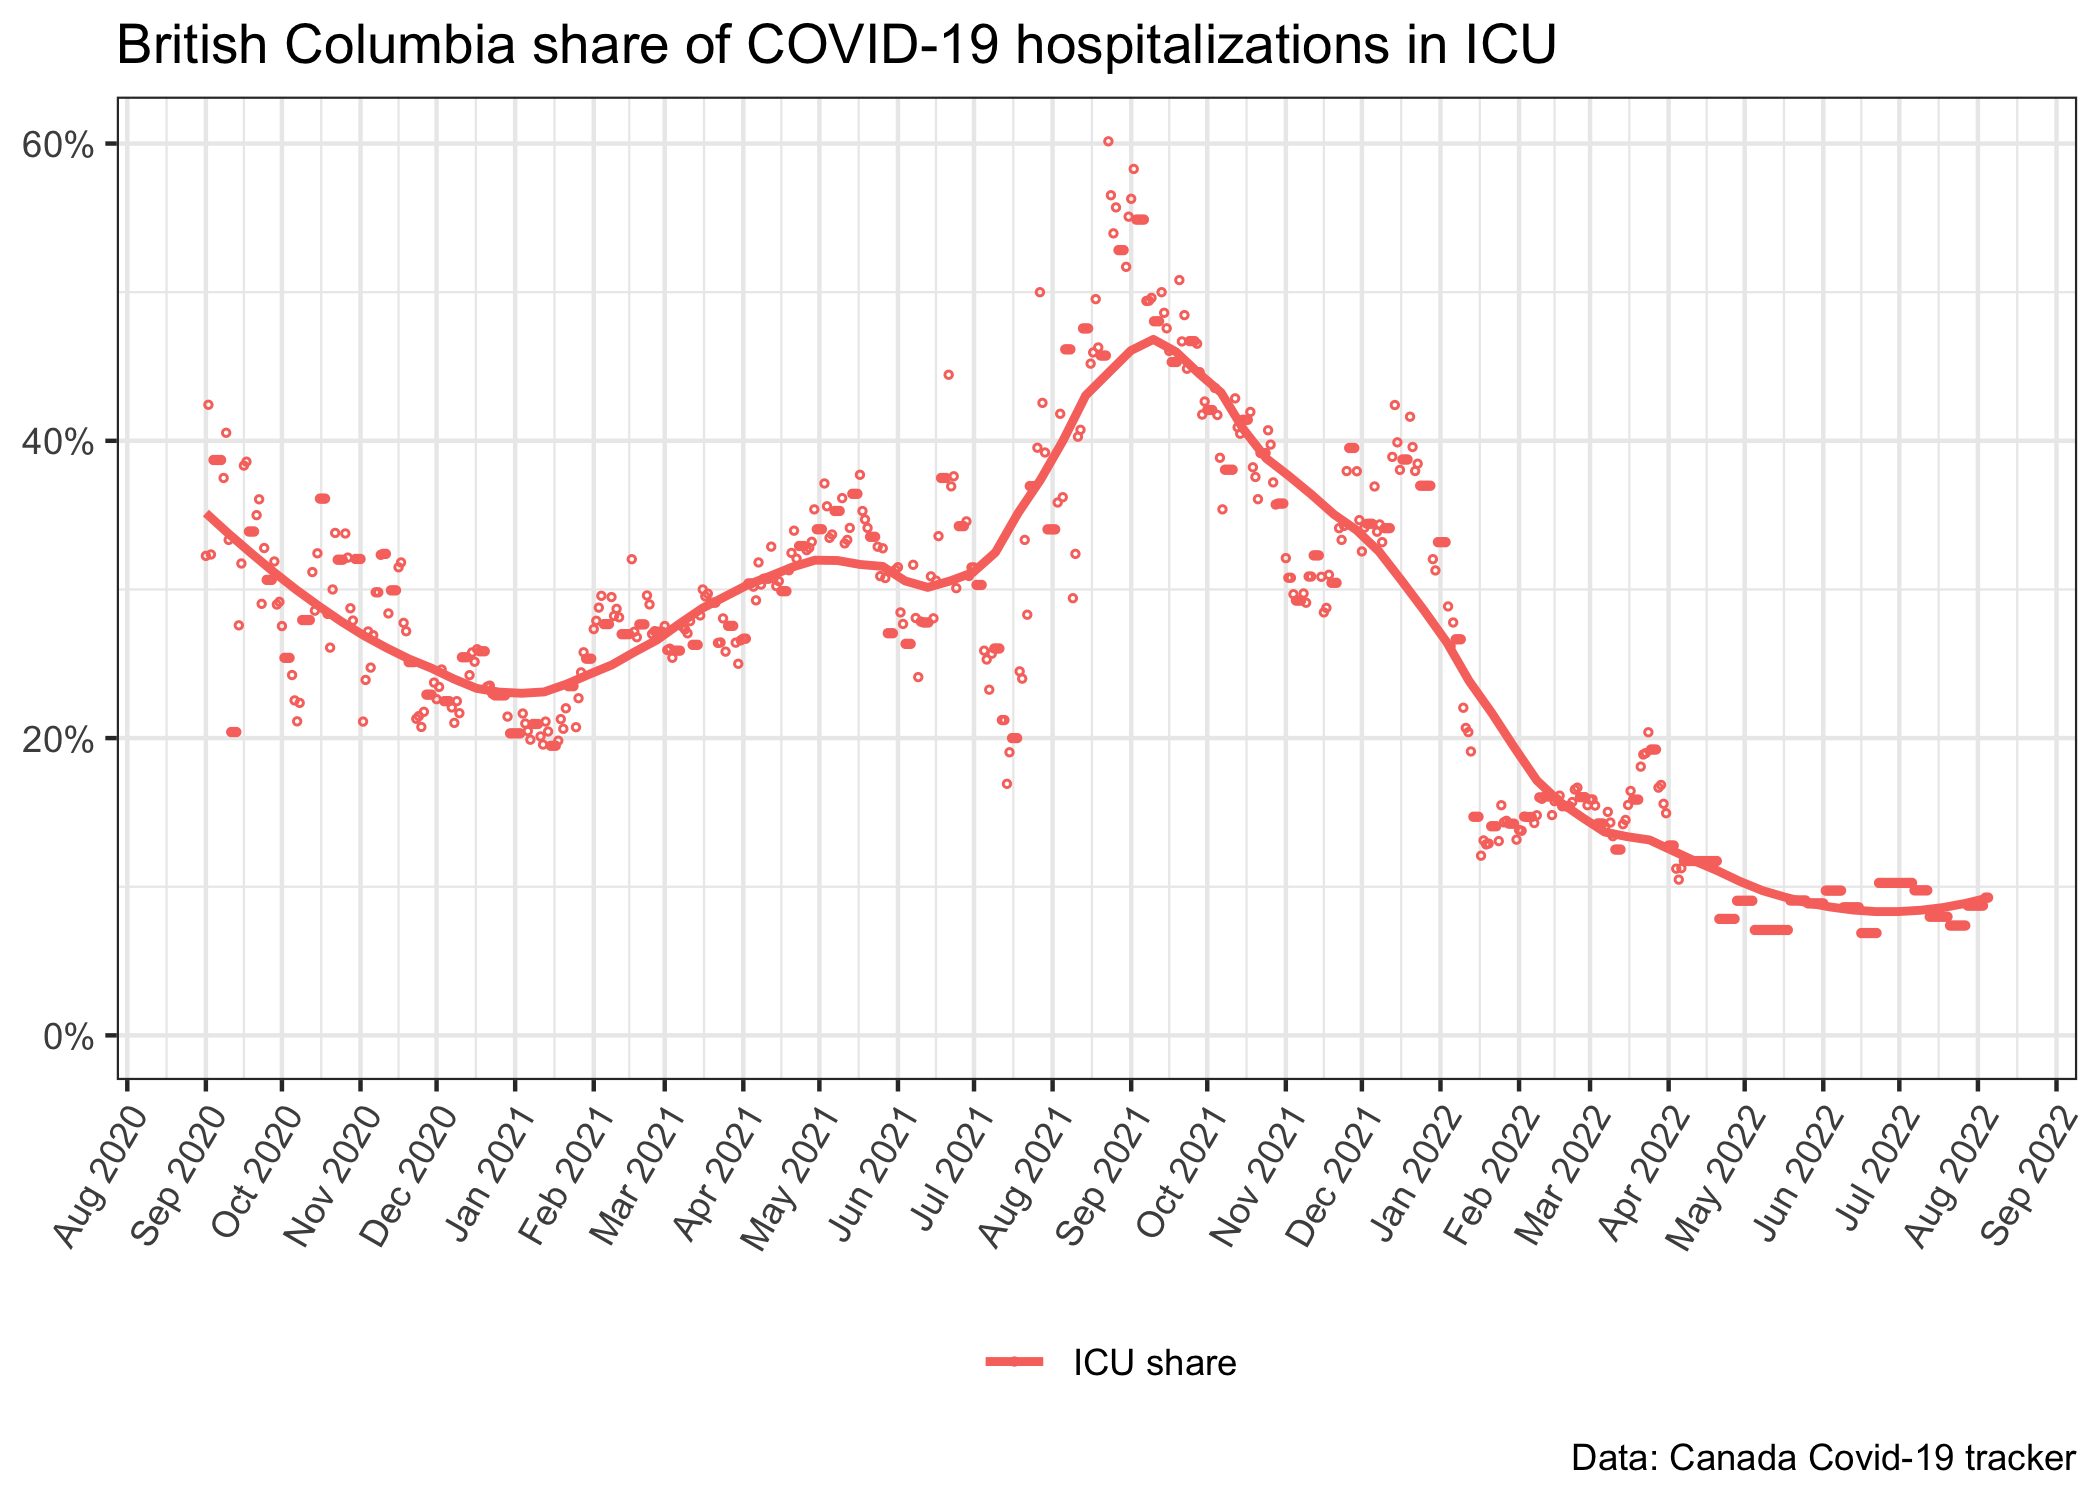 British Columbia share of COVID-19 hospitalizations in ICU
60%
40%
20%
0%
Aug 2020
Sep 2020
Oct 2020
Nov 2020
Dec 2020
Jan 2021
Feb 2021
Mar 2021
Apr 2021
May 2021
Jun 2021
Jul 2021
Aug 2021
Sep 2021
Oct 2021
Nov 2021
Dec 2021
Jan 2022
Feb 2022
Mar 2022
Apr 2022
May 2022
Jun 2022
Jul 2022
Aug 2022
Sep 2022
ICU share
Data: Canada Covid-19 tracker